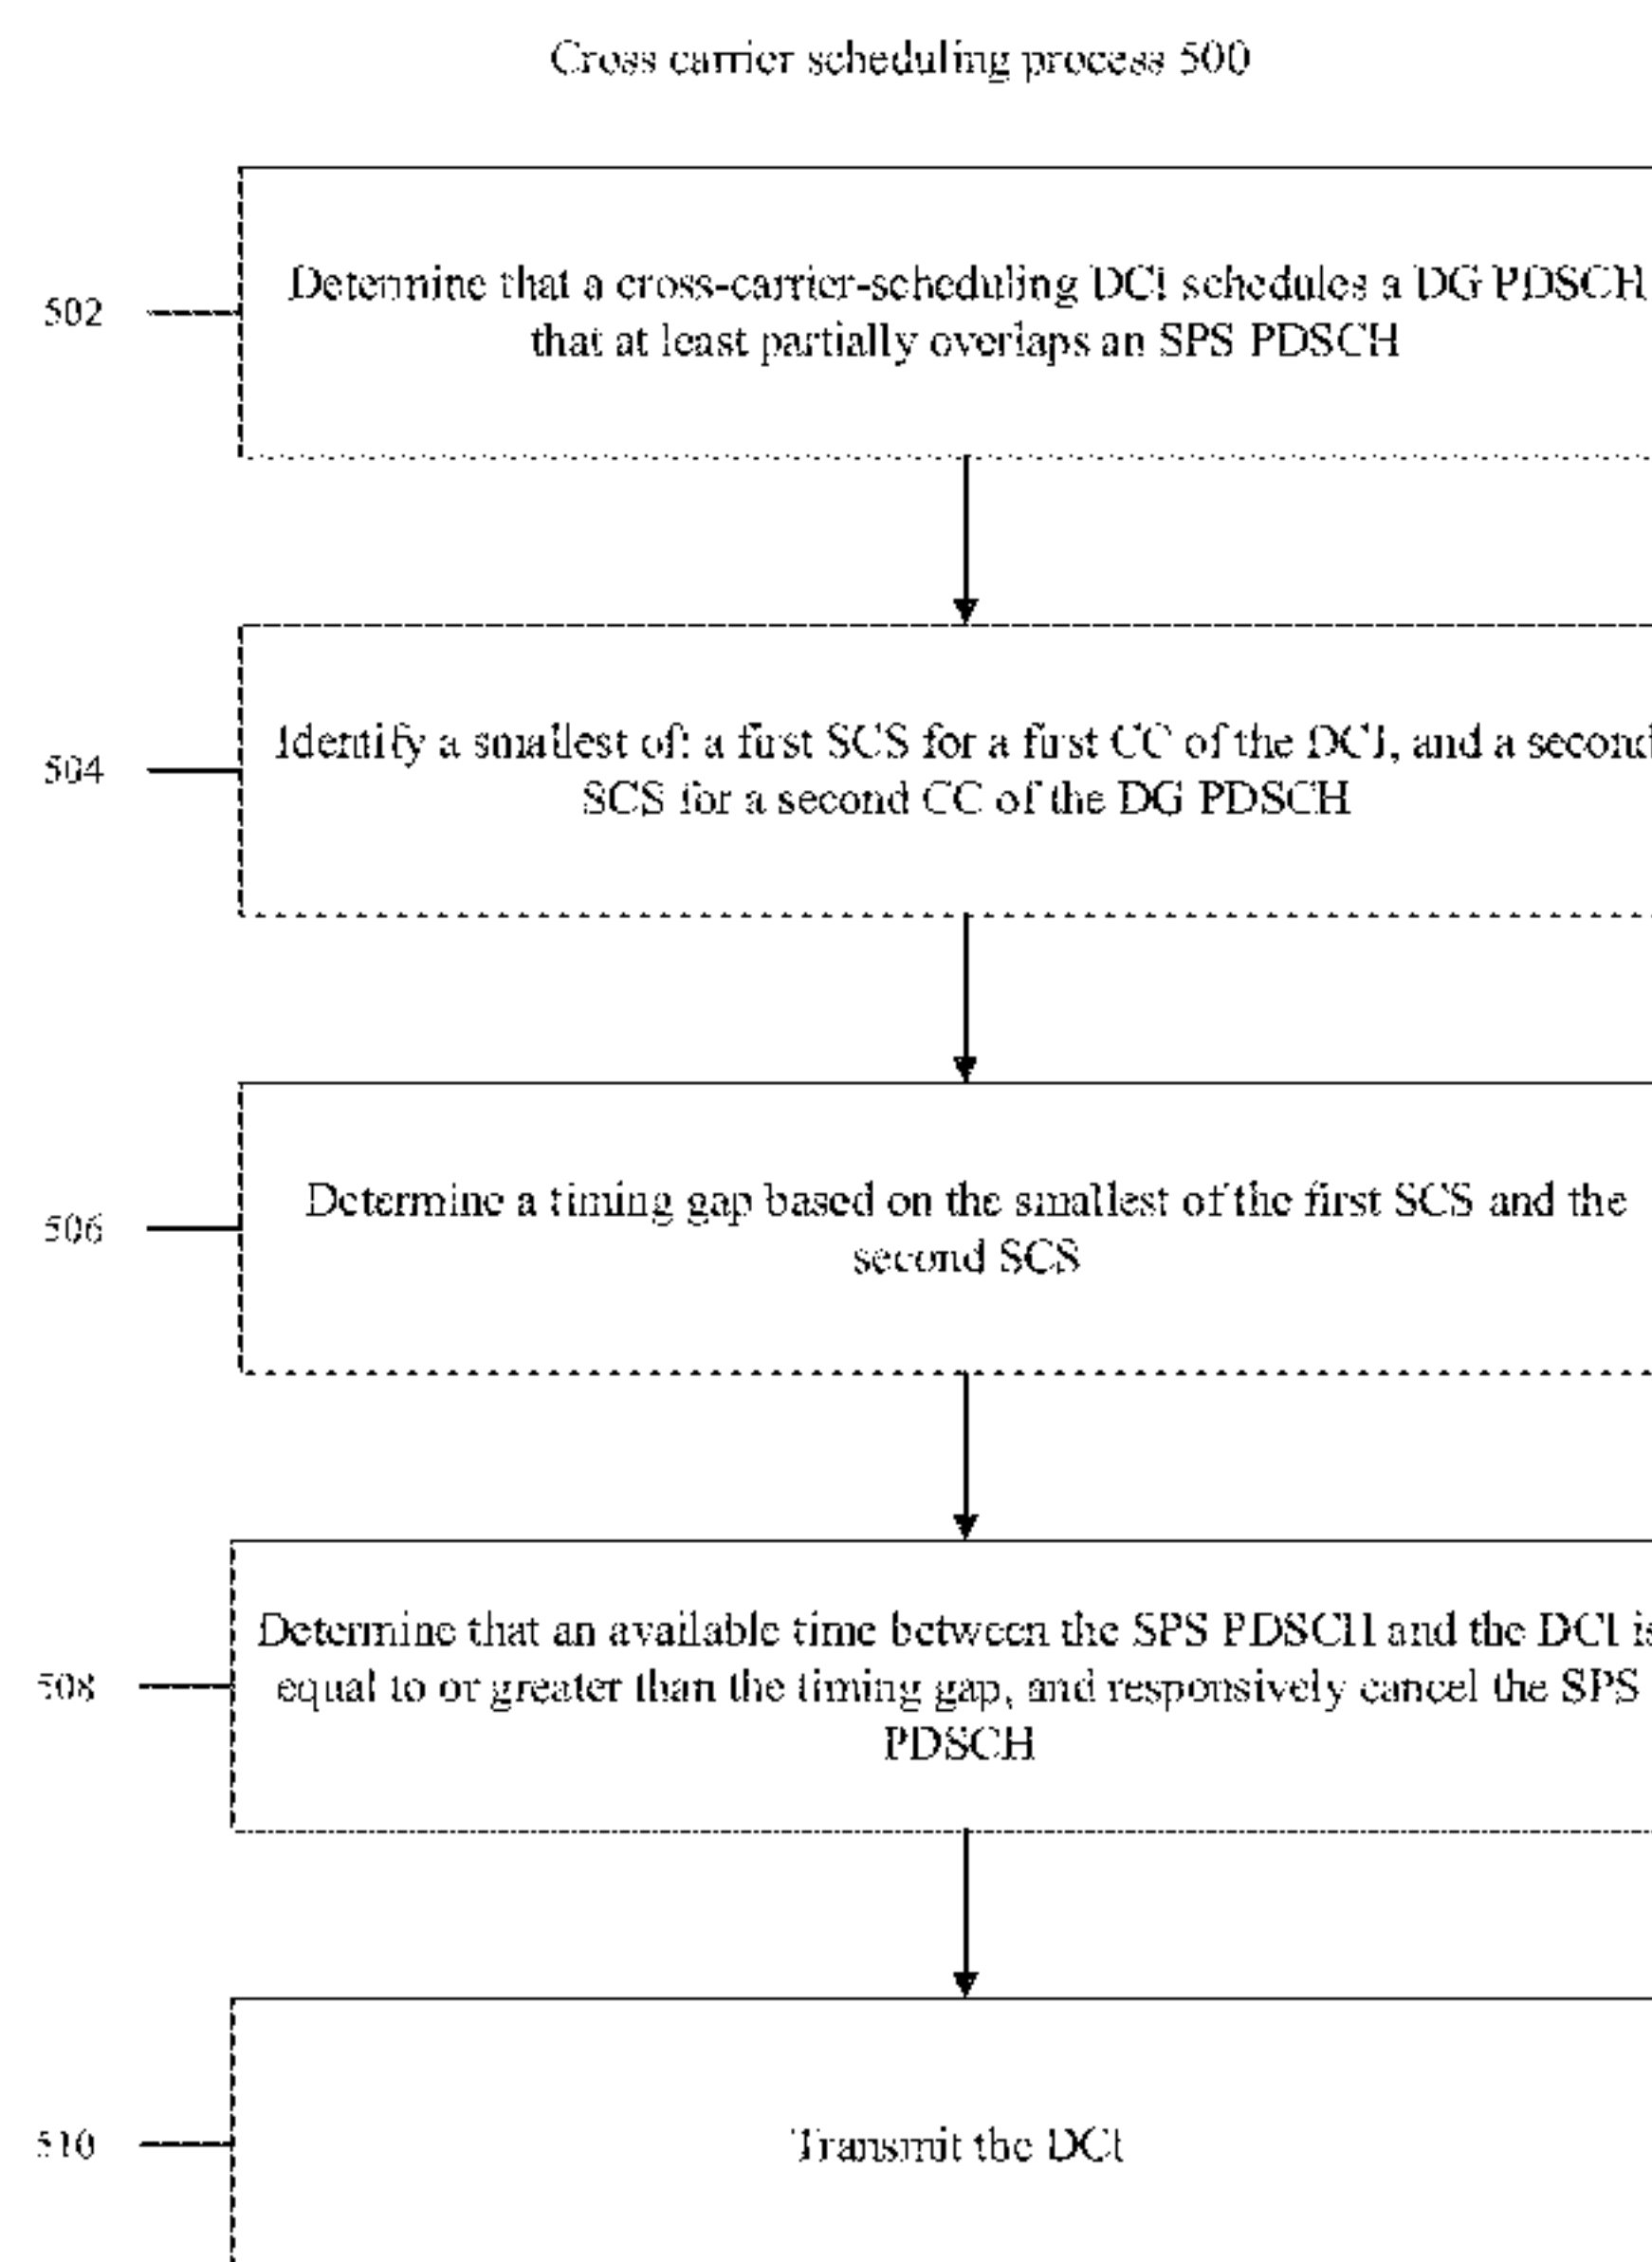 Cross carrier scheduling process 500
502
Determine that a cross-carrier-scheduling DCI schedules a DG PDSCH
that at least partially overlaps an SPS PDSCH
504
Identify a smallest of: a first SCS for a first CC of the DCI, and a second
SCS for a second CC of the DG PDSCH
506
Determine a timing gap based on the smallest of the first SCS and the
second SCS
508
Determine that an available time between the SPS PDSCH and the DCI is
equal to or greater than the timing gap, and responsively cancel the SPS
PDSCH
510
Transmit the DCI